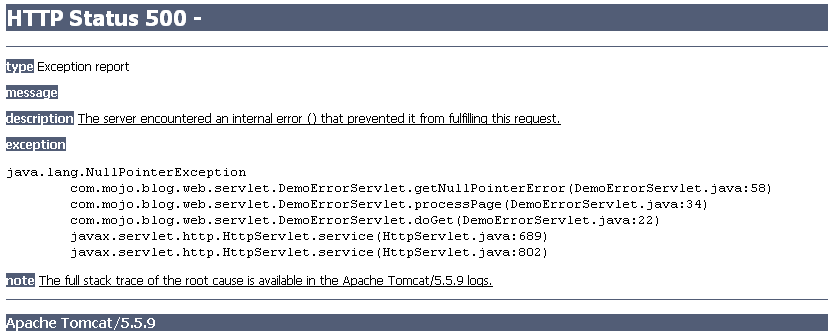 HTTP Status 500 -
type Exception report
message
description The server encountered an internal error () that prevented it from fulfilling this request.
exception
java.lang.NullPointerException
com.mojo.blog.web.servlet.DemoErrorServlet.getNullPointerError(DemoErrorServlet.java:58)
com.mojo.blog.web.servlet.DemoErrorServlet.processPage(DemoErrorServlet.java:34)
com.mojo.blog.web.servlet.DemoErrorServlet.doGet(DemoErrorServlet.java:22)
javax.servlet.http.HttpServlet.service(HttpServlet.java:689)
javax.servlet.http.HttpServlet.service(HttpServlet.java:802)
note The full stack trace of the root cause is available in the Apache Tomcat/5.5.9 logs.
Apache Tomcat/5.5.9